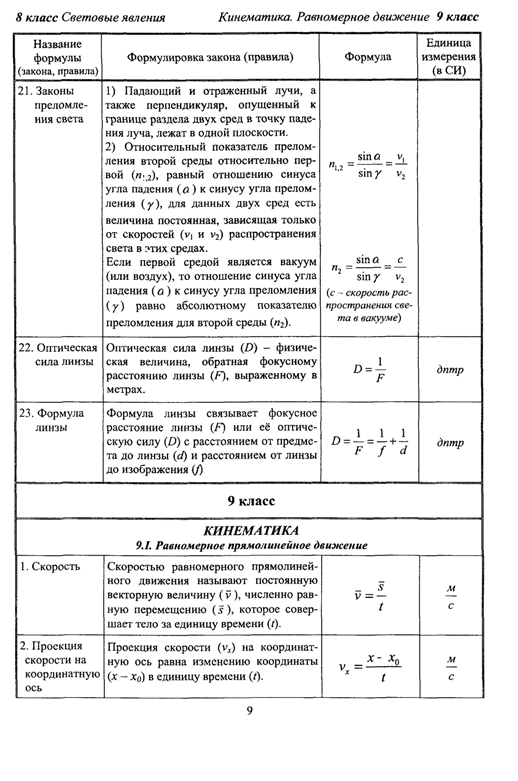 8 класс Световые явления Кинематика. Равномерное движение 9 класс
Название формулы (закона, правила) Формулировка закона (правила) Формула Единица измерения (в СИ)
21. Законы преломле-
ния света
1) Падающий и отраженный лучи, а
также перпендикуляр, опущенный к
границе раздела двух сред в точку паде-
ния луча, лежат в одной плоскости.
2) Относительный показатель прелом-
ления второй среды относительно пер-
вой (n₁,₂), равный отношению синуса
угла падения (α) к синусу угла прелом-
ления (γ), для данных двух сред есть
величина постоянная, зависящая только
от скоростей (v₁ и v₂) распространения
света в этих средах.
Если первой средой является вакуум
(или воздух), то отношение синуса угла
падения (α) к синусу угла преломления
(γ) равно абсолютному показателю
преломления для второй среды (n₂).
n₁,₂ = sin α / sin γ = v₁ / v₂
n₂ = sin α / sin γ = c / v₂
(c – скорость рас-
пространения све-
та в вакууме)
22. Оптическая
сила линзы
Оптическая сила линзы (D) – физиче-
ская величина, обратная фокусному
расстоянию линзы (F), выраженному в
метрах.
D = 1 / F
дптр
23. Формула
линзы
Формула линзы связывает фокусное
расстояние линзы (F) или её оптиче-
скую силу (D) с расстоянием от предме-
та до линзы (d) и расстоянием от линзы
до изображения (f)
D = 1 / F = 1 / f + 1 / d
дптр
9 класс
КИНЕМАТИКА
9.I. Равномерное прямолинейное движение
1. Скорость
Скоростью равномерного прямолиней-
ного движения называют постоянную
векторную величину (v̄), численно рав-
ную перемещению (s̄), которое совер-
шает тело за единицу времени (t).
v̄ = s̄ / t
м / с
2. Проекция
скорости на
координатную
ось
Проекция скорости (vₓ) на координат-
ную ось равна изменению координаты
(x – x₀) в единицу времени (t).
vₓ = x - x₀ / t
м / с
9